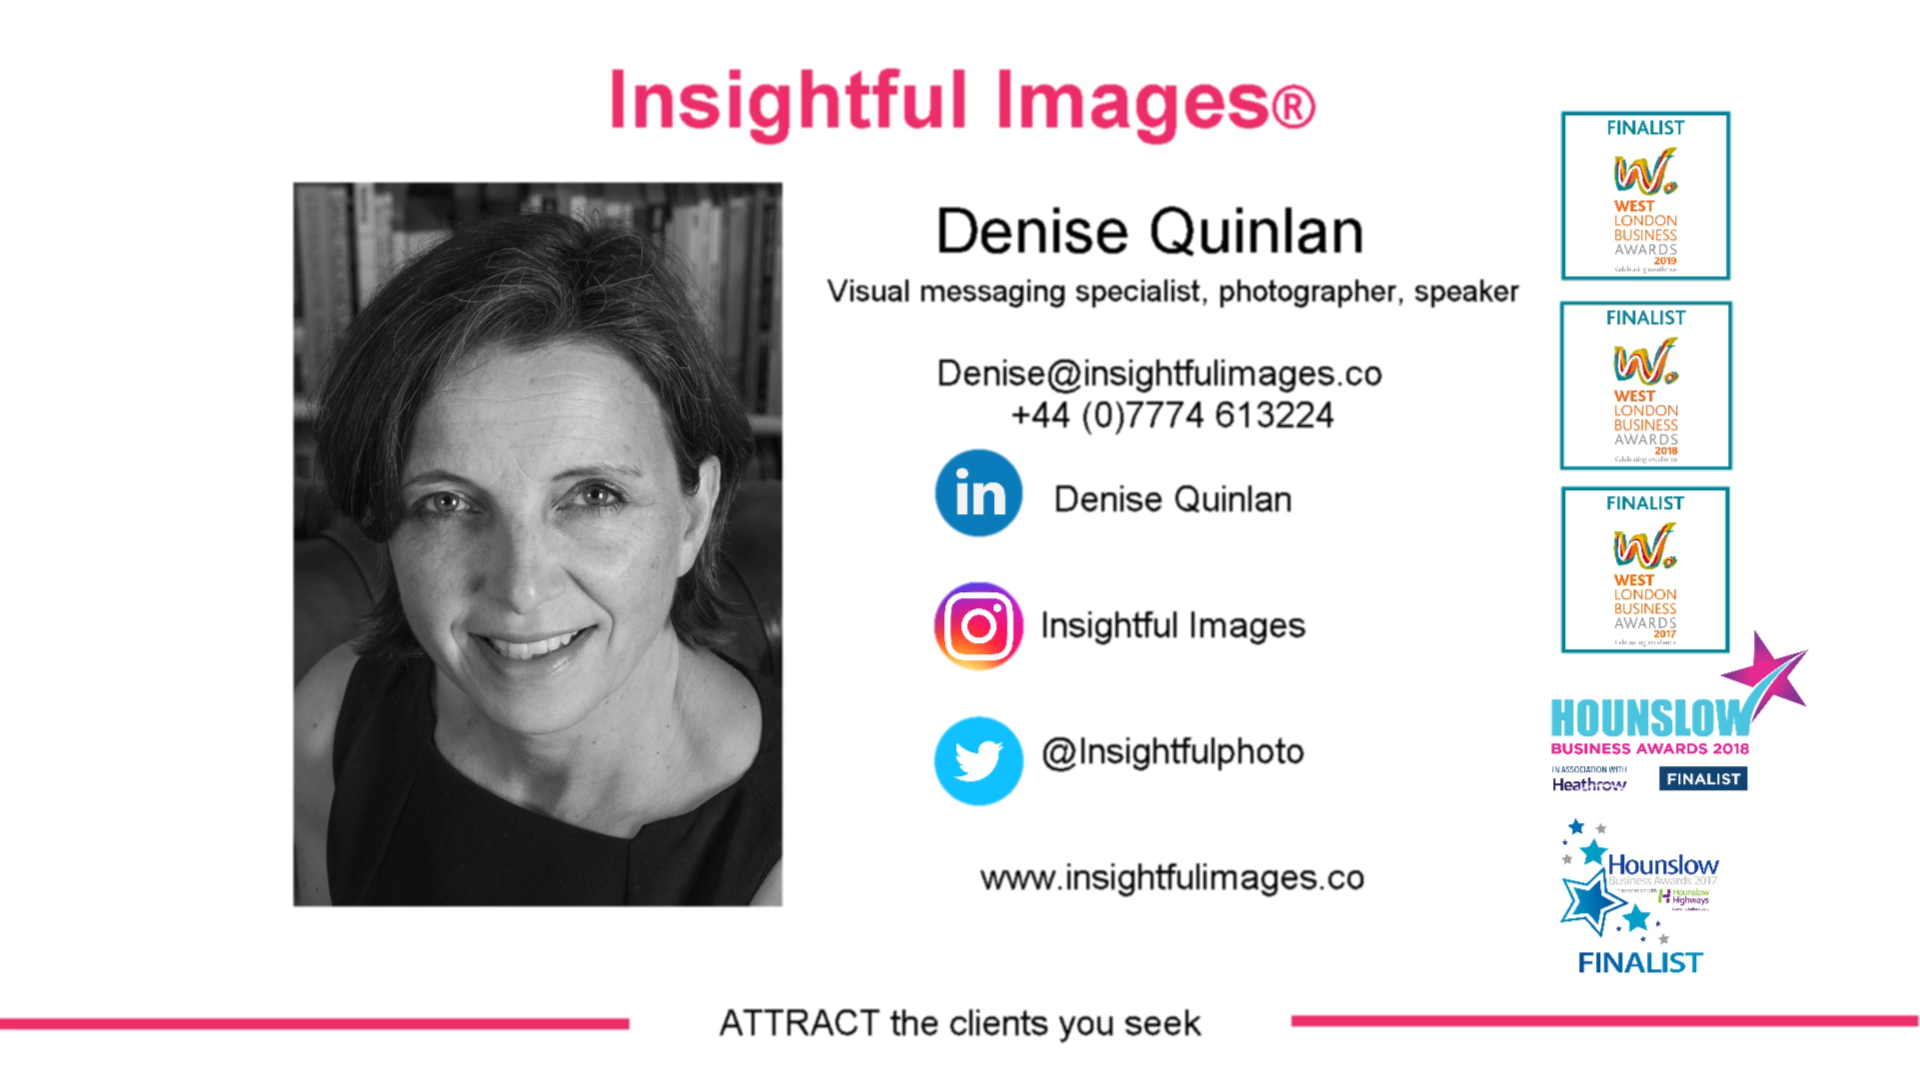 Insightful Images®
Denise Quinlan
Visual messaging specialist, photographer, speaker
Denise@insightfulimages.co
+44 (0)7774 613224
in
Denise Quinlan
Insightful Images
@Insightfulphoto
www.insightfulimages.co
FINALIST
W.
WEST
LONDON
BUSINESS
AWARDS
2019
FINALIST
W.
WEST
LONDON
BUSINESS
AWARDS
2018
FINALIST
W.
WEST
LONDON
BUSINESS
AWARDS
2017
HOUNSLOW
BUSINESS AWARDS 2018
IN ASSOCIATION WITH
Heathrow
FINALIST
Hounslow
Business Awards 2017
Hounslow
Highways
FINALIST
ATTRACT the clients you seek